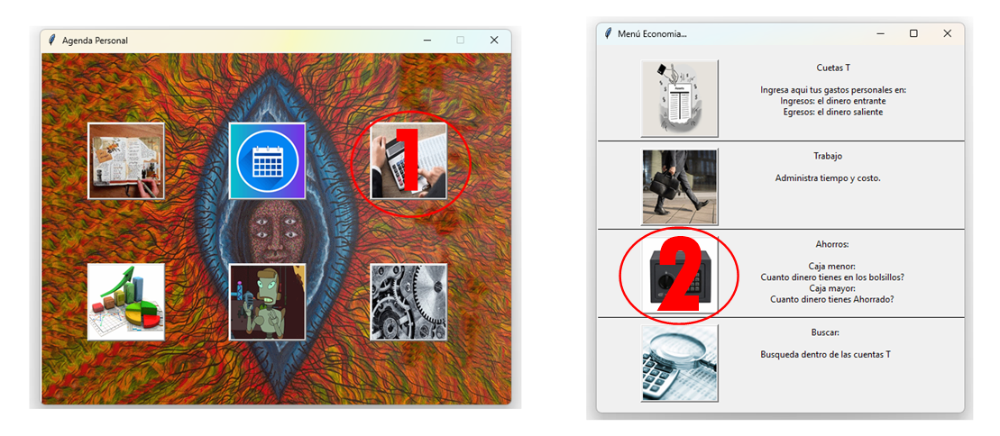 Agenda Personal
1
Menú Economia...
Cuetas T
Ingresa aqui tus gastos personales en:
Ingresos: el dinero entrante
Egresos: el dinero saliente
Trabajo
Administra tiempo y costo.
2
Ahorros:
Caja menor:
Cuanto dinero tienes en los bolsillos?
Caja mayor:
Cuanto dinero tienes Ahorrado?
Buscar:
Busqueda dentro de las cuentas T